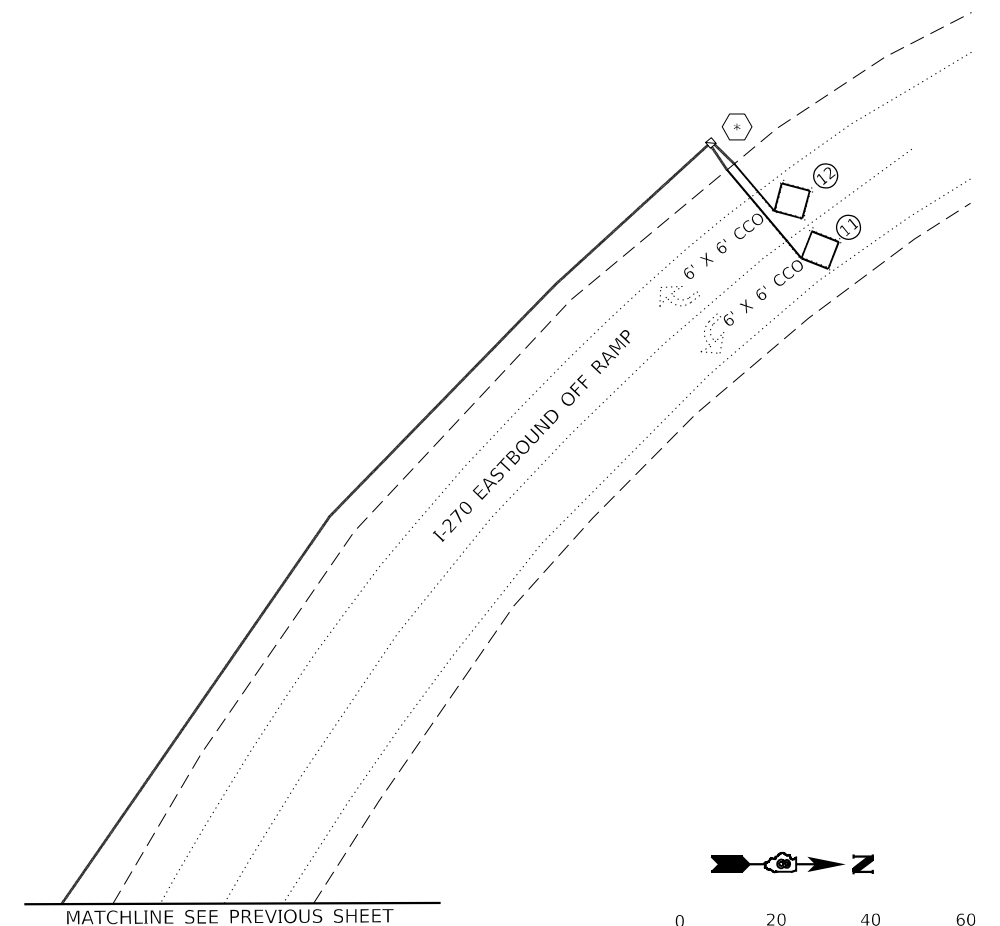 *
12
11
6' X 6' CCO
6' X 6' CCO
I-270 EASTBOUND OFF RAMP
N
MATCHLINE SEE PREVIOUS SHEET
0 20 40 60